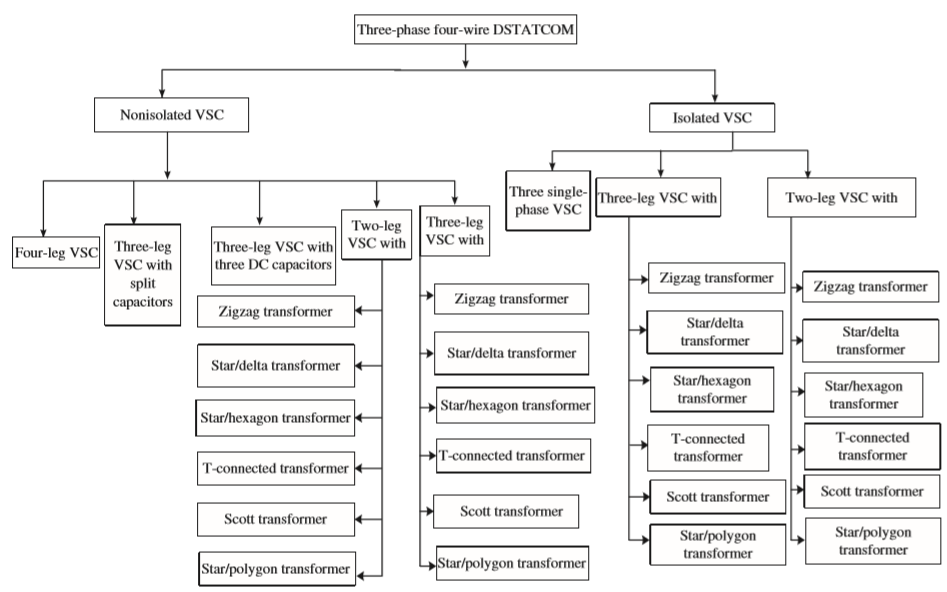 Three-phase four-wire DSTATCOM
Nonisolated VSC
Isolated VSC
Four-leg VSC
Three-leg
VSC with
split
capacitors
Three-leg VSC with
three DC capacitors
Two-leg
VSC with
Three-leg
VSC with
Three single-
phase VSC
Three-leg VSC with
Two-leg VSC with
Zigzag transformer
Star/delta transformer
Star/hexagon transformer
T-connected transformer
Scott transformer
Star/polygon transformer
Zigzag transformer
Star/delta transformer
Star/hexagon transformer
T-connected transformer
Scott transformer
Star/polygon transformer
Zigzag transformer
Star/delta
transformer
Star/hexagon
transformer
T-connected
transformer
Scott transformer
Star/polygon
transformer
Zigzag transformer
Star/delta
transformer
Star/hexagon
transformer
T-connected
transformer
Scott transformer
Star/polygon
transformer